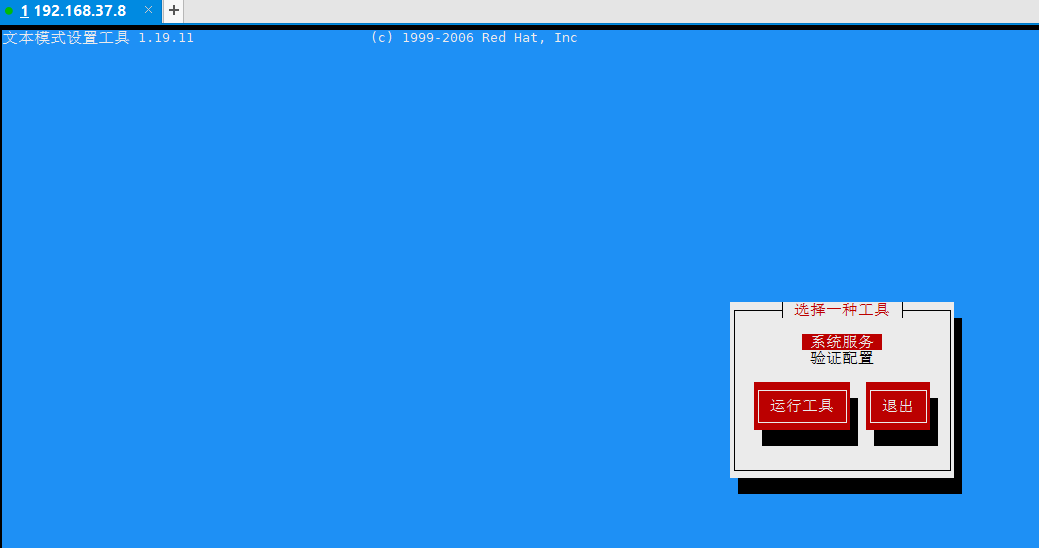 1 192.168.37.8 × +
文本模式设置工具 1.19.11 (c) 1999-2006 Red Hat, Inc
选择一种工具
系统服务
验证配置
运行工具 退出